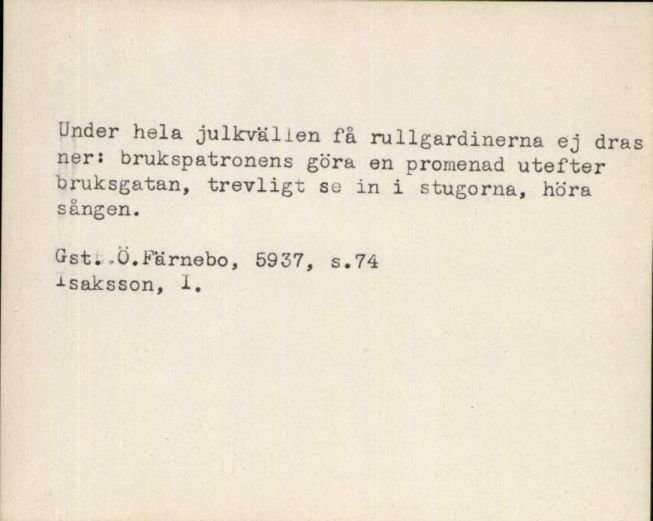 Under hela julkvällen få rullgardinerna ej dras
ner: brukspatronens göra en promenad utefter
bruksgatan, trevligt se in i stugorna, höra
sången.
Gst. Ö.Färnebo, 5937, s.74
Isaksson, I.